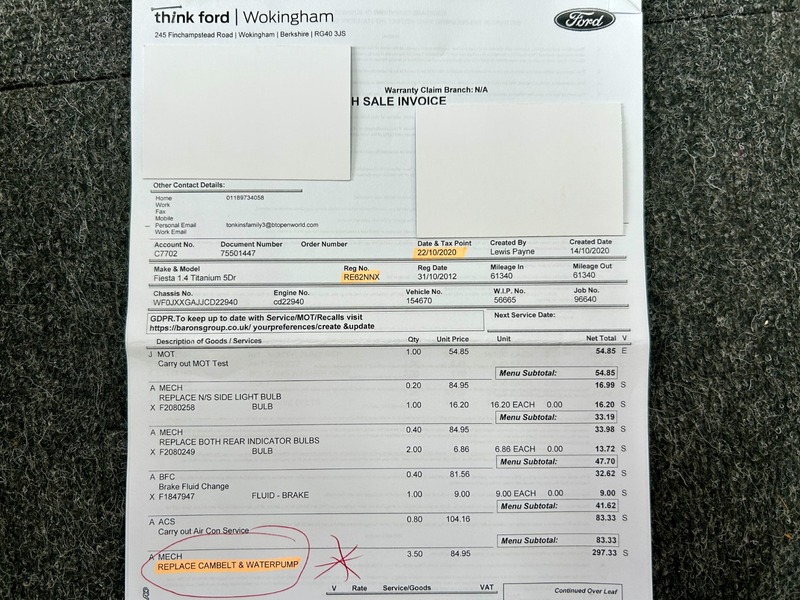 think ford | Wokingham
Ford
245 Finchampstead Road | Wokingham | Berkshire | RG40 3JS
Warranty Claim Branch: N/A
H SALE INVOICE
Other Contact Details:
Home 01189734058
Work
Fax
Mobile
Personal Email tonkinsfamily3@btopenworld.com
Work Email
Account No. Document Number Order Number Date & Tax Point Created By Created Date
C7702 75501447 22/10/2020 Lewis Payne 14/10/2020
Make & Model Reg No. Reg Date Mileage In Mileage Out
Fiesta 1.4 Titanium 5Dr RE62NNX 31/10/2012 61340 61340
Chassis No. Engine No. Vehicle No. W.I.P. No. Job No.
WF0JXXGAJJCD22940 cd22940 154670 56665 96640
GDPR.To keep up to date with Service/MOT/Recalls visit Next Service Date:
https://baronsgroup.co.uk/ yourpreferences/create &update
Description of Goods / Services Qty Unit Price Unit Net Total V
J MOT 1.00 54.85 54.85 E
Carry out MOT Test
Menu Subtotal: 54.85
A MECH 0.20 84.95 16.99 S
REPLACE N/S SIDE LIGHT BULB
X F2080258 BULB 1.00 16.20 16.20 EACH 0.00 16.20 S
Menu Subtotal: 33.19
A MECH 0.40 84.95 33.98 S
REPLACE BOTH REAR INDICATOR BULBS
X F2080249 BULB 2.00 6.86 6.86 EACH 0.00 13.72 S
Menu Subtotal: 47.70
A BFC 0.40 81.56 32.62 S
Brake Fluid Change
X F1847947 FLUID - BRAKE 1.00 9.00 9.00 EACH 0.00 9.00 S
Menu Subtotal: 41.62
A ACS 0.80 104.16 83.33 S
Carry out Air Con Service
Menu Subtotal: 83.33
A MECH 3.50 84.95 297.33 S
REPLACE CAMBELT & WATERPUMP
V Rate Service/Goods VAT Continued Over Leaf